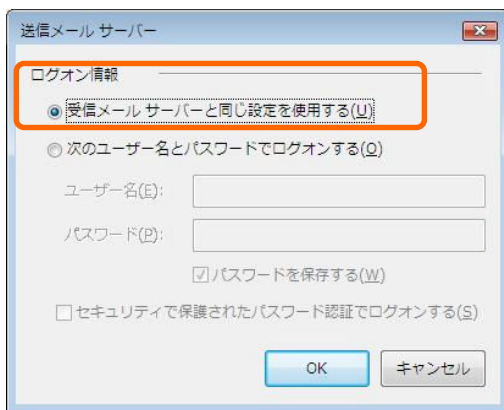 送信メール サーバー
ログオン情報
受信メール サーバーと同じ設定を使用する(U)
次のユーザー名とパスワードでログオンする(O)
ユーザー名(E):
パスワード(P):
パスワードを保存する(W)
セキュリティで保護されたパスワード認証でログオンする(S)
OK キャンセル